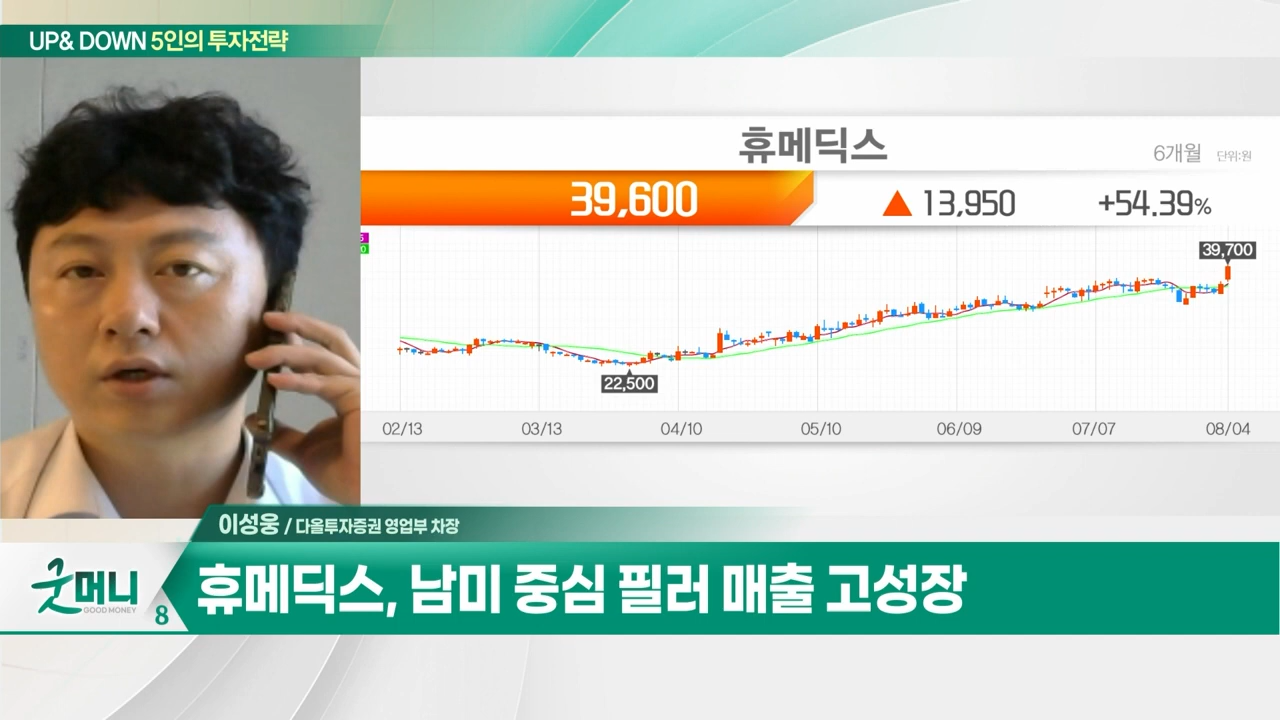 UP& DOWN 5인의 투자전략
휴메딕스
6개월 단위:원
39,600 ▲ 13,950 +54.39%
39,700
22,500
02/13 03/13 04/10 05/10 06/09 07/07 08/04
이성웅 / 다올투자증권 영업부 차장
굿머니
GOOD MONEY
8
휴메딕스, 남미 중심 필러 매출 고성장